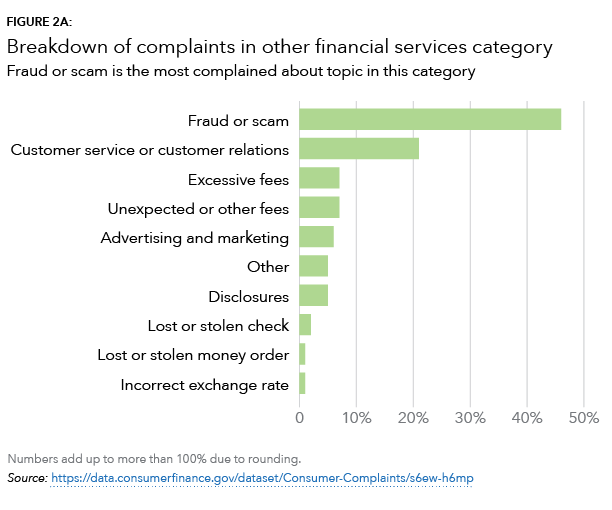 FIGURE 2A:
Breakdown of complaints in other financial services category
Fraud or scam is the most complained about topic in this category
Fraud or scam
Customer service or customer relations
Excessive fees
Unexpected or other fees
Advertising and marketing
Other
Disclosures
Lost or stolen check
Lost or stolen money order
Incorrect exchange rate
0 10% 20% 30% 40% 50%
Numbers add up to more than 100% due to rounding.
Source: https://data.consumerfinance.gov/dataset/Consumer-Complaints/s6ew-h6mp